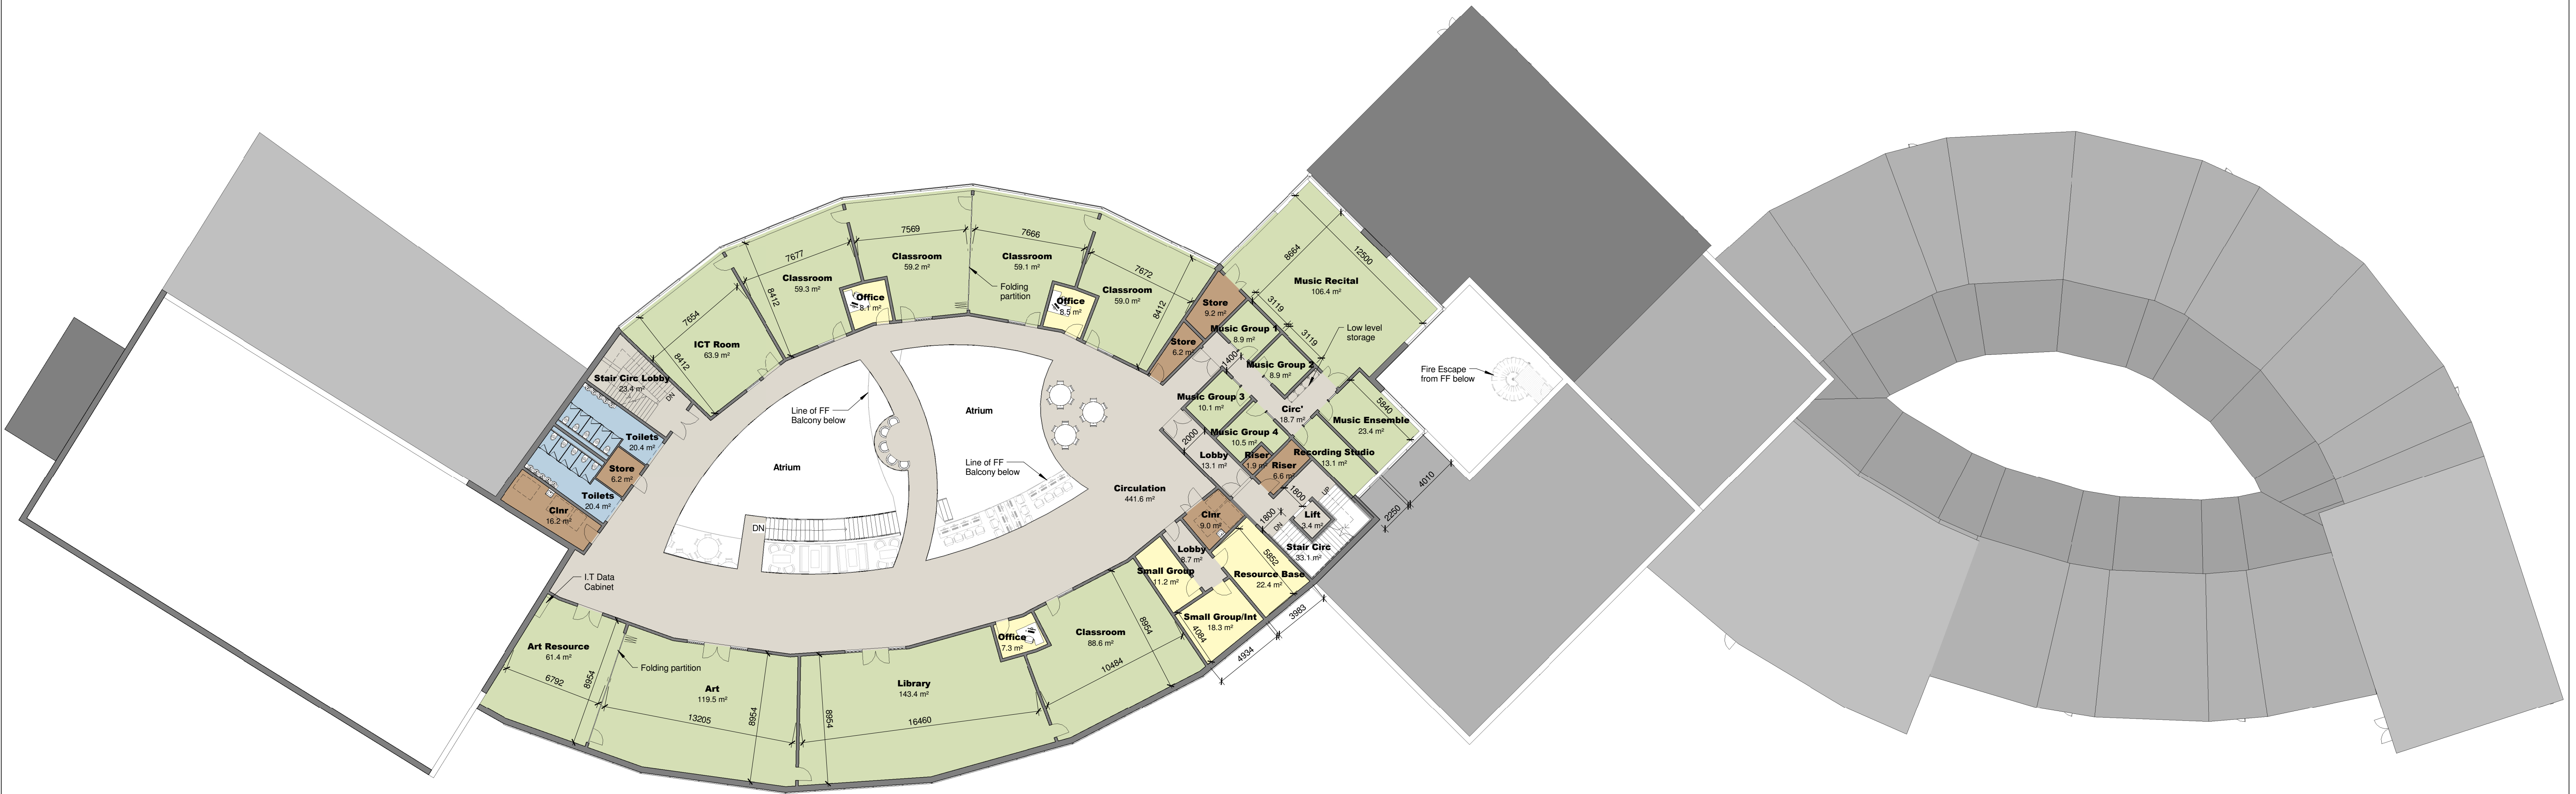 7654
8412
ICT Room
63.9 m²
7677
8412
Classroom
59.3 m²
Office
8.1 m²
7569
Classroom
59.2 m²
Folding
partition
7666
Classroom
59.1 m²
Office
8.5 m²
7672
8412
Classroom
59.0 m²
Store
9.2 m²
Store
6.2 m²
8664
12500
Music Recital
106.4 m²
3119
3119
Music Group 1
8.9 m²
1400
Music Group 2
8.9 m²
Low level
storage
Fire Escape
from FF below
Music Group 3
10.1 m²
Circ'
18.7 m²
5840
Music Ensemble
23.4 m²
Music Group 4
10.5 m²
2000
Lobby
13.1 m²
Riser
1.9 m²
Riser
6.6 m²
Recording Studio
13.1 m²
4010
2250
1800
UP
Lift
3.4 m²
1800
DN
Stair Circ
33.1 m²
Clnr
9.0 m²
Lobby
8.7 m²
5852
Resource Base
22.4 m²
Small Group
11.2 m²
Small Group/Int
18.3 m²
4084
3983
4934
Stair Circ Lobby
23.4 m²
DN
Toilets
20.4 m²
Store
6.2 m²
Toilets
20.4 m²
Clnr
16.2 m²
Line of FF
Balcony below
Atrium
Atrium
Line of FF
Balcony below
DN
Circulation
441.6 m²
I.T Data
Cabinet
Art Resource
61.4 m²
6792
8954
Folding partition
Art
119.5 m²
13205
8954
8954
Library
143.4 m²
16460
Office
7.3 m²
Classroom
88.6 m²
8954
10484